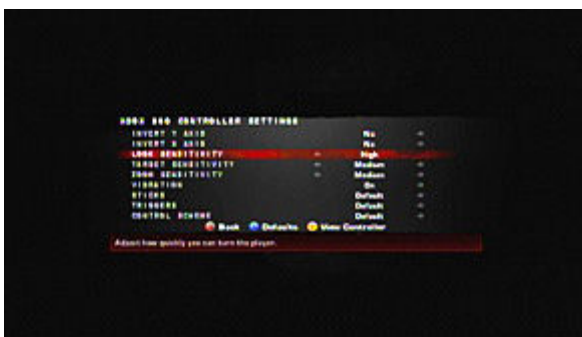 XBOX 360 CONTROLLER SETTINGS
INVERT Y AXIS No
INVERT X AXIS No
LOOK SENSITIVITY High
TARGET SENSITIVITY Medium
ZOOM SENSITIVITY Medium
VIBRATION On
STICKS Default
TRIGGERS Default
CONTROL SCHEME Default
Back Defaults View Controller
Adjust how quickly you can turn the player.